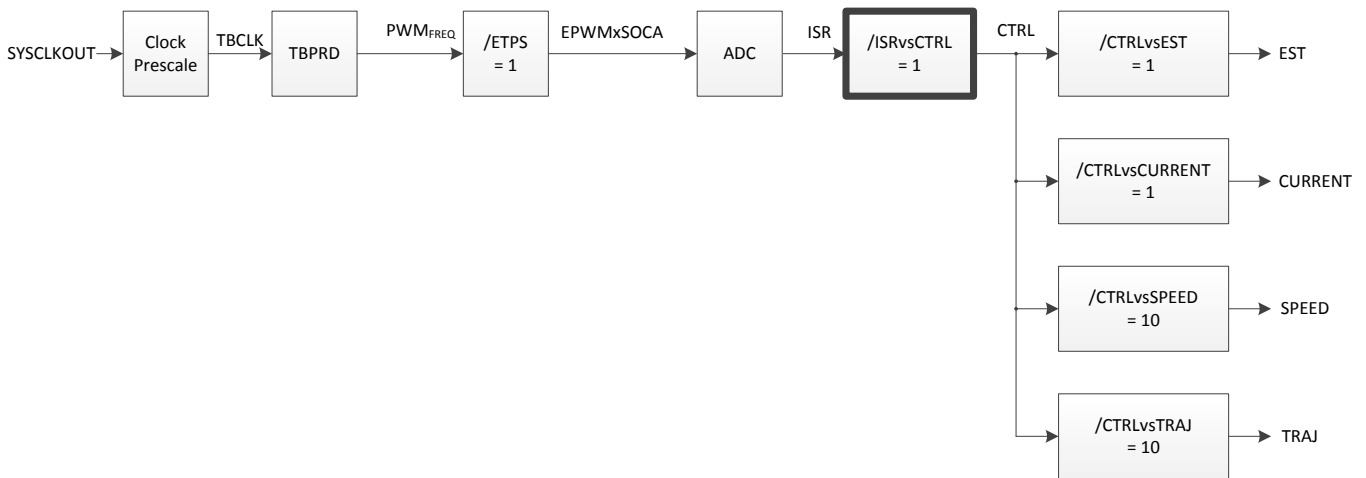 SYSCLKOUT
Clock
Prescale
TBCLK
TBPRD
PWMFREQ
/ETPS
= 1
EPWMxSOCA
ADC
ISR
/ISRvsCTRL
= 1
CTRL
/CTRLvsEST
= 1
EST
/CTRLvsCURRENT
= 1
CURRENT
/CTRLvsSPEED
= 10
SPEED
/CTRLvsTRAJ
= 10
TRAJ